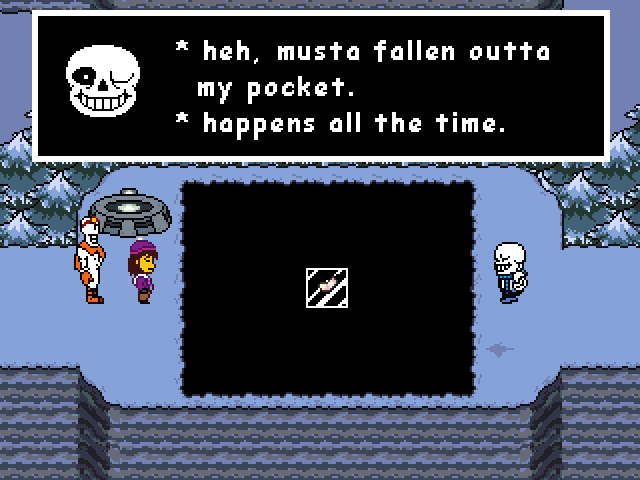 * heh, musta fallen outta
my pocket.
* happens all the time.